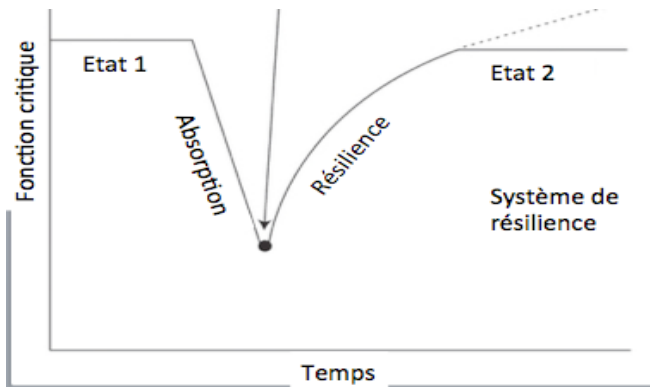 Fonction critique
Etat 1
Absorption
Résilience
Etat 2
Système de
résilience
Temps